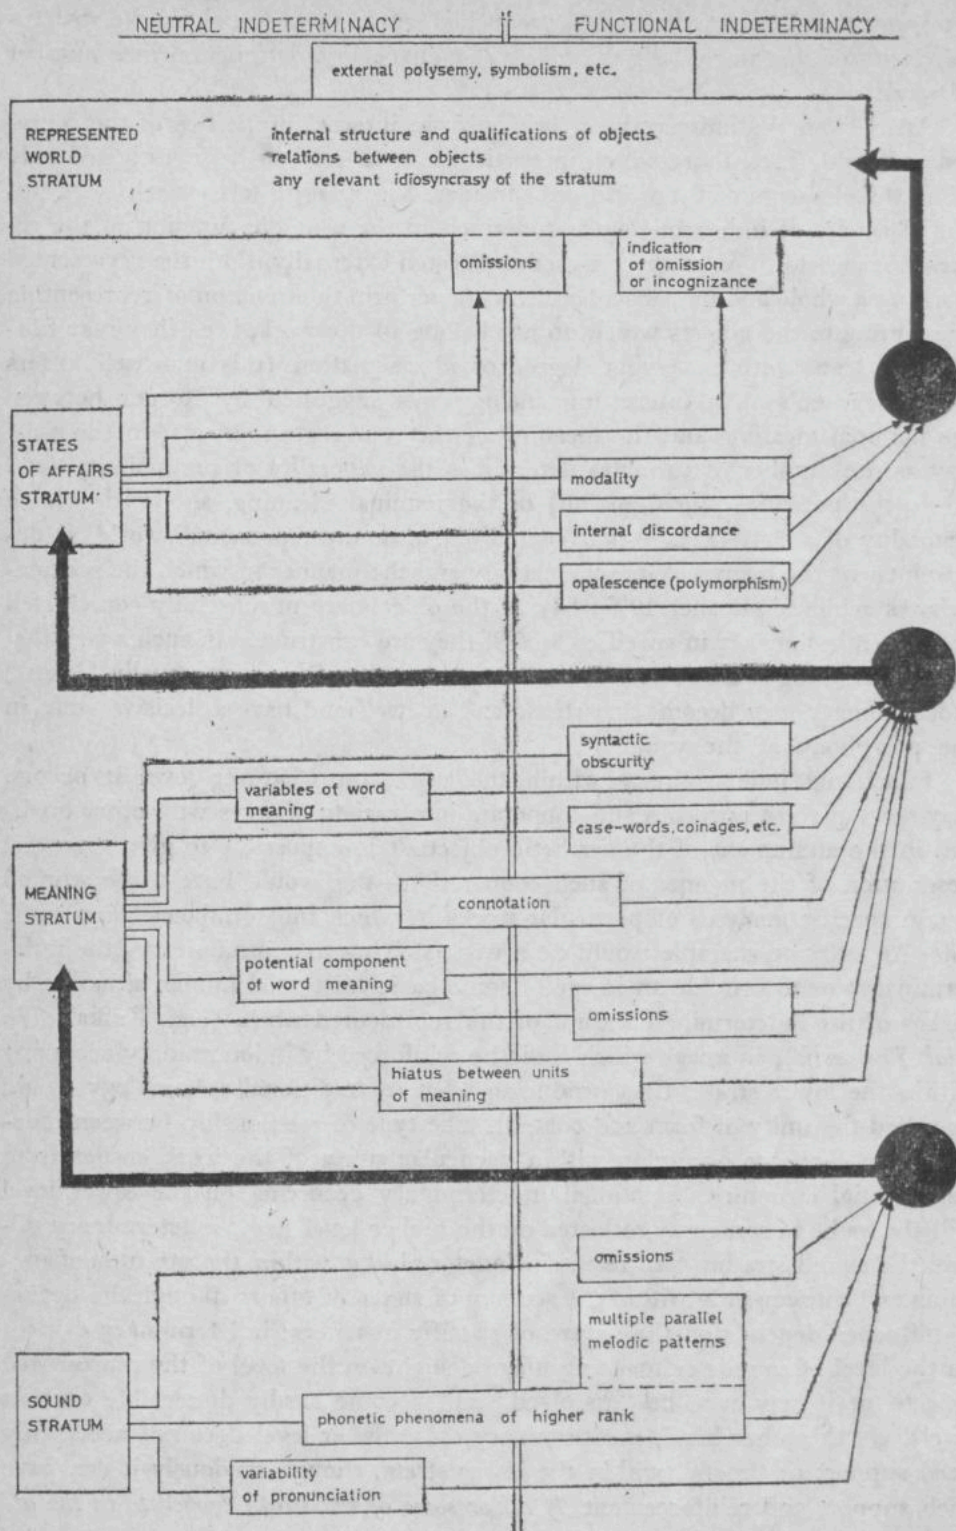 NEUTRAL INDETERMINACY
FUNCTIONAL INDETERMINACY
external polysemy, symbolism, etc.
REPRESENTED
WORLD
STRATUM
internal structure and qualifications of objects
relations between objects
any relevant idiosyncrasy of the stratum
omissions
indication
of omission
or incognizance
STATES
OF AFFAIRS
STRATUM
modality
internal discordance
opalescence (polymorphism)
syntactic
obscurity
variables of word
meaning
case-words, coinages, etc.
MEANING
STRATUM
connotation
potential component
of word meaning
omissions
hiatus between units
of meaning
omissions
multiple parallel
melodic patterns
SOUND
STRATUM
phonetic phenomena of higher rank
variability
of pronunciation